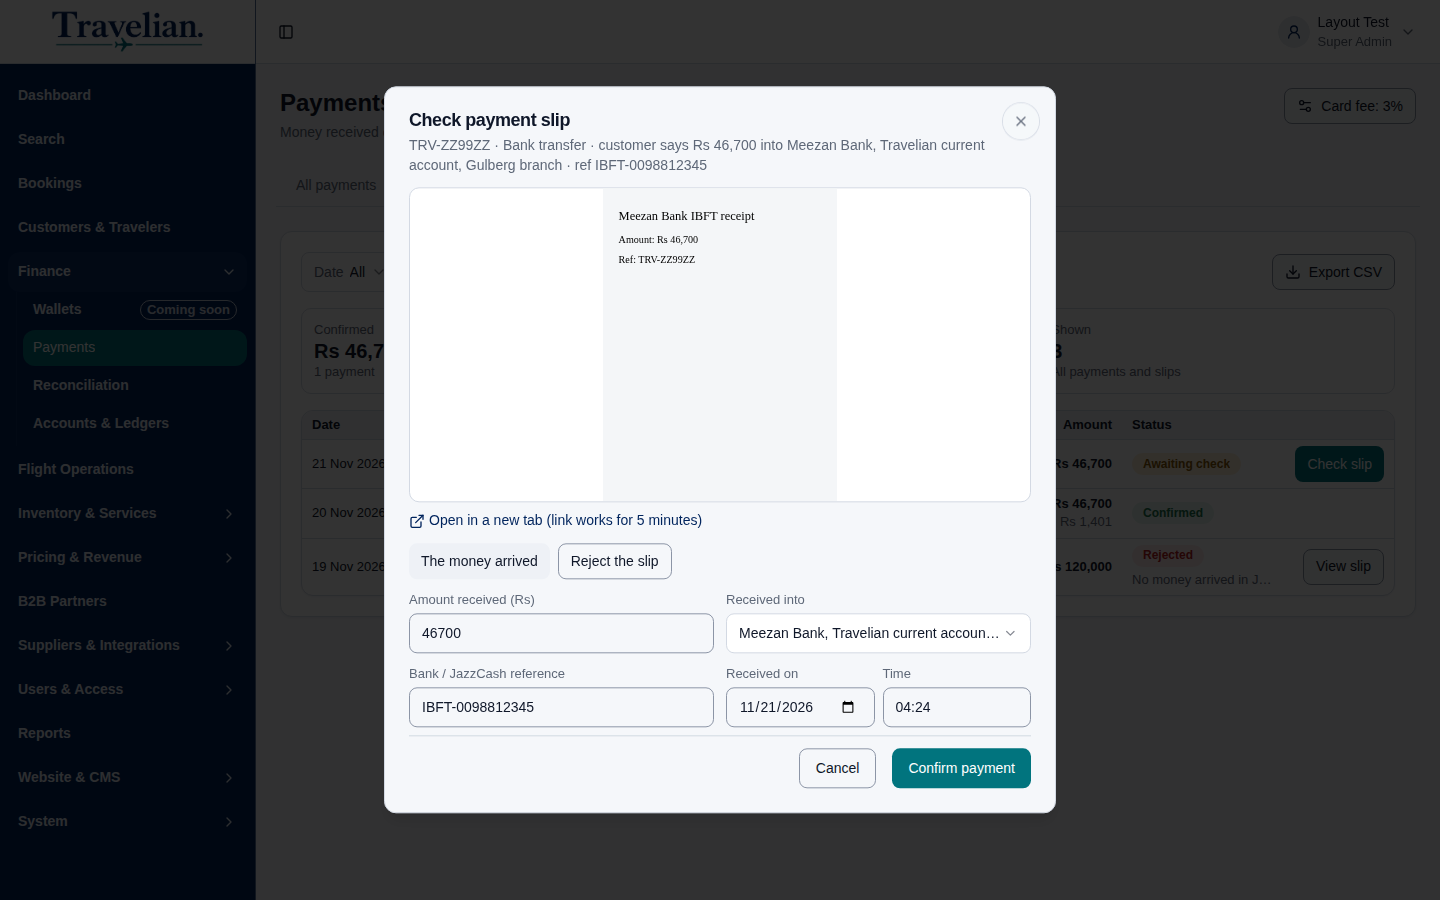 Travelian.
Layout Test
Super Admin
Dashboard
Search
Bookings
Customers & Travelers
Finance
Wallets
Coming soon
Payments
Reconciliation
Accounts & Ledgers
Flight Operations
Inventory & Services
Pricing & Revenue
B2B Partners
Suppliers & Integrations
Users & Access
Reports
Website & CMS
System
Payments
Money received
Card fee: 3%
All payments
Date All
Export CSV
Confirmed
Rs 46,7
1 payment
Shown
3
All payments and slips
Date
Amount
Status
21 Nov 2026
Rs 46,700
Awaiting check
Check slip
20 Nov 2026
Rs 46,700
Rs 1,401
Confirmed
19 Nov 2026
s 120,000
Rejected
No money arrived in J…
View slip
Check payment slip
TRV-ZZ99ZZ · Bank transfer · customer says Rs 46,700 into Meezan Bank, Travelian current
account, Gulberg branch · ref IBFT-0098812345
Meezan Bank IBFT receipt
Amount: Rs 46,700
Ref: TRV-ZZ99ZZ
Open in a new tab (link works for 5 minutes)
The money arrived
Reject the slip
Amount received (Rs)
Received into
46700
Meezan Bank, Travelian current accoun…
Bank / JazzCash reference
Received on
Time
IBFT-0098812345
11/21/2026
04:24
Cancel
Confirm payment